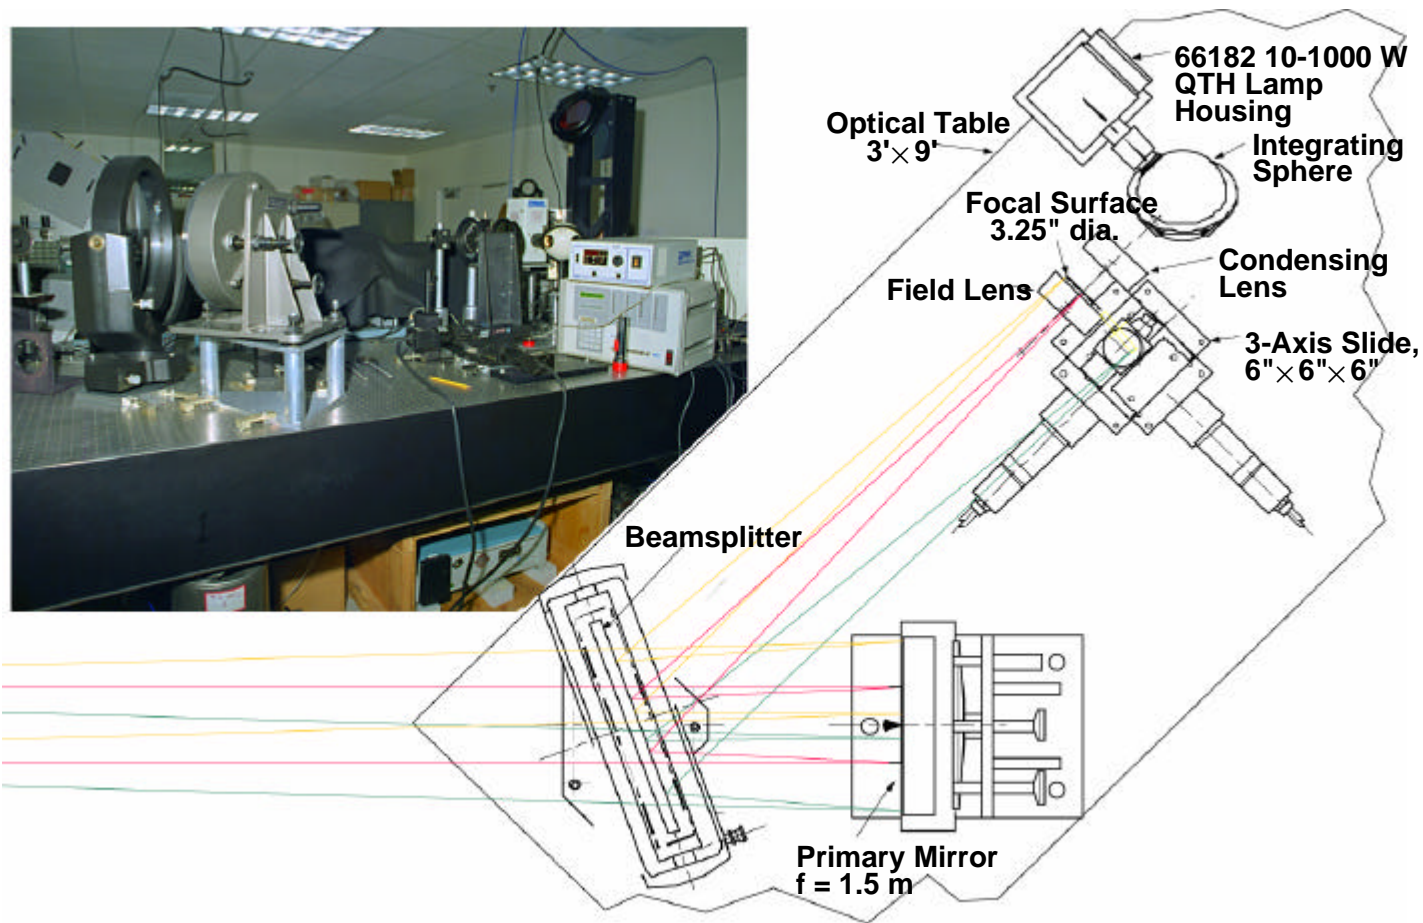 66182 10-1000 W
QTH Lamp
Housing
Optical Table
3'× 9'
Integrating
Sphere
Focal Surface
3.25" dia.
Condensing
Lens
Field Lens
3-Axis Slide,
6"× 6"× 6"
Beamsplitter
Primary Mirror
f = 1.5 m